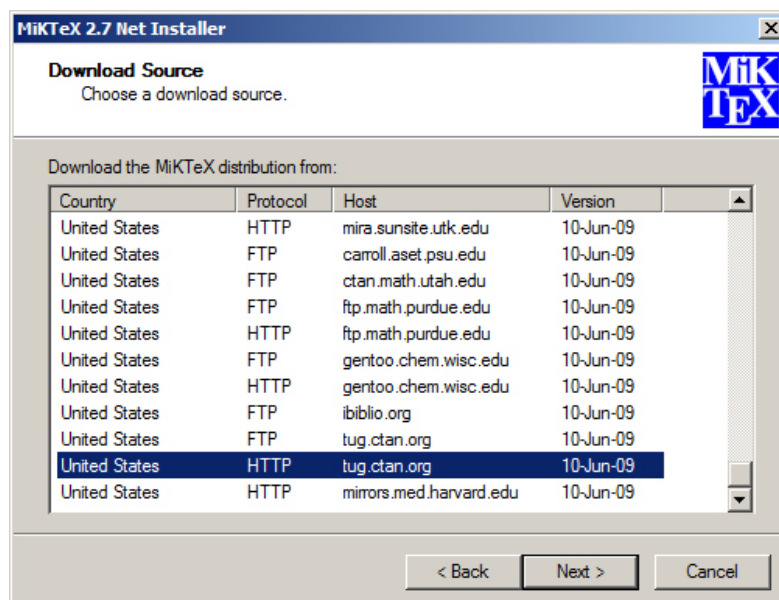 MiKTeX 2.7 Net Installer
Download Source
Choose a download source.
MiK
TEX
Download the MiKTeX distribution from:
Country Protocol Host Version
United States HTTP mira.sunsite.utk.edu 10-Jun-09
United States FTP carroll.aset.psu.edu 10-Jun-09
United States FTP ctan.math.utah.edu 10-Jun-09
United States FTP ftp.math.purdue.edu 10-Jun-09
United States HTTP ftp.math.purdue.edu 10-Jun-09
United States FTP gentoo.chem.wisc.edu 10-Jun-09
United States HTTP gentoo.chem.wisc.edu 10-Jun-09
United States FTP ibiblio.org 10-Jun-09
United States FTP tug.ctan.org 10-Jun-09
United States HTTP tug.ctan.org 10-Jun-09
United States HTTP mirrors.med.harvard.edu 10-Jun-09
< Back Next > Cancel